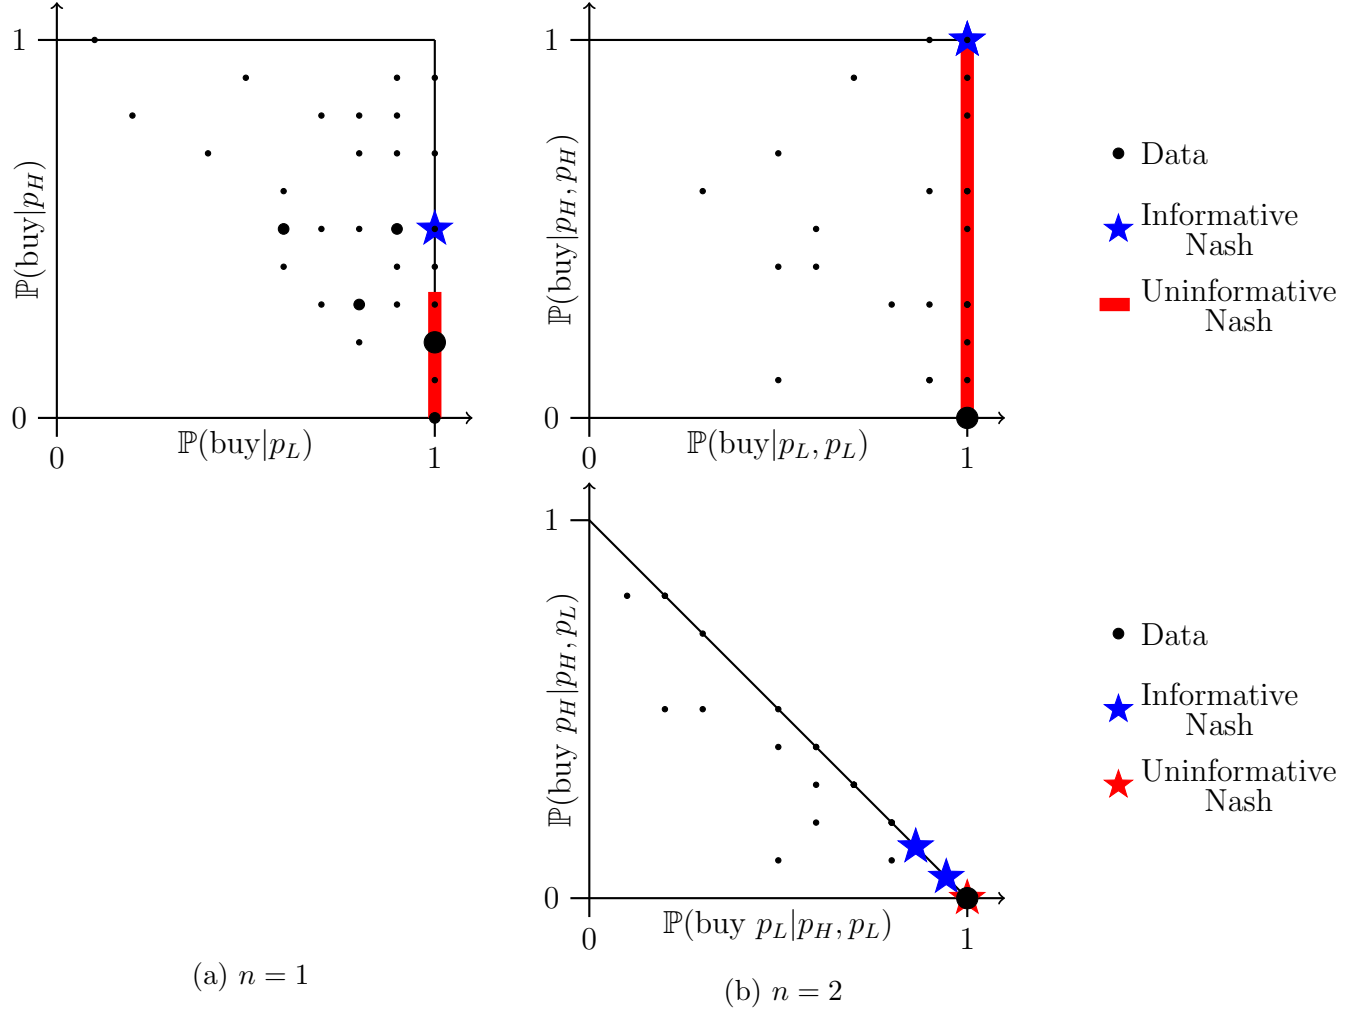 1
ℙ(buy|p_H)
0
ℙ(buy|p_L)
0
1
1
ℙ(buy|p_H, p_H)
0
ℙ(buy|p_L, p_L)
0
1
Data
Informative
Nash
Uninformative
Nash
1
ℙ(buy p_H|p_H, p_L)
0
ℙ(buy p_L|p_H, p_L)
0
1
Data
Informative
Nash
Uninformative
Nash
(a) n = 1
(b) n = 2